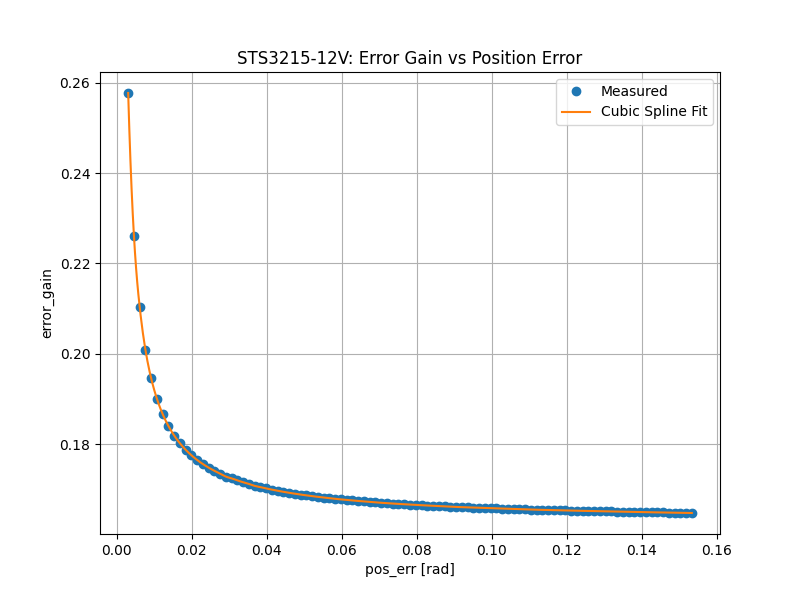 STS3215-12V: Error Gain vs Position Error
Measured
Cubic Spline Fit
0.26
0.24
0.22
0.20
0.18
error_gain
0.00 0.02 0.04 0.06 0.08 0.10 0.12 0.14 0.16
pos_err [rad]